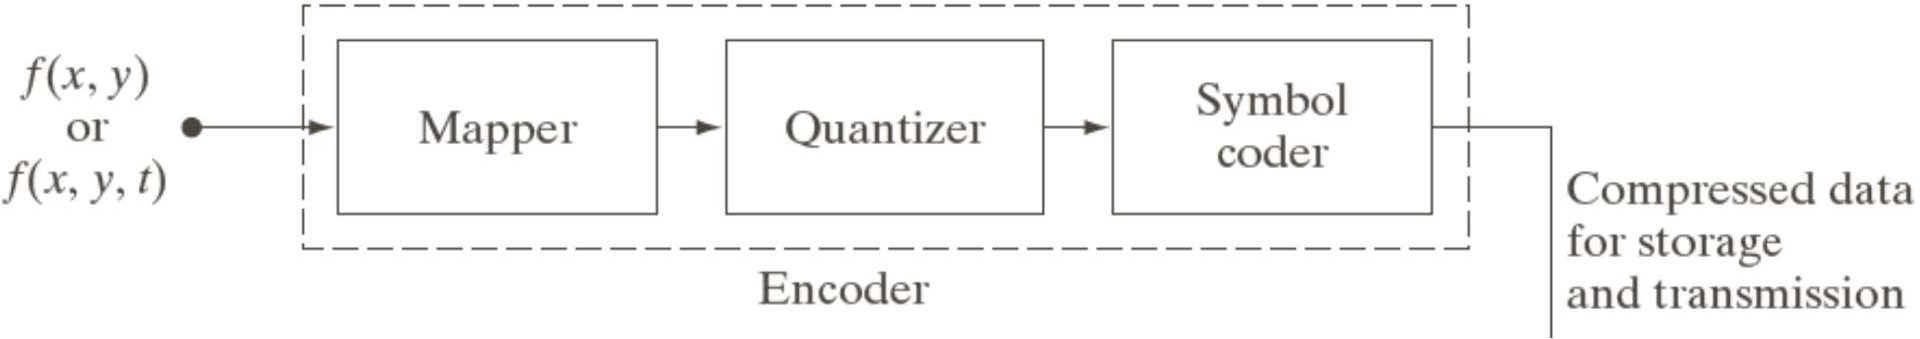 f(x, y)
or
f(x, y, t)
Mapper
Quantizer
Symbol
coder
Encoder
Compressed data
for storage
and transmission